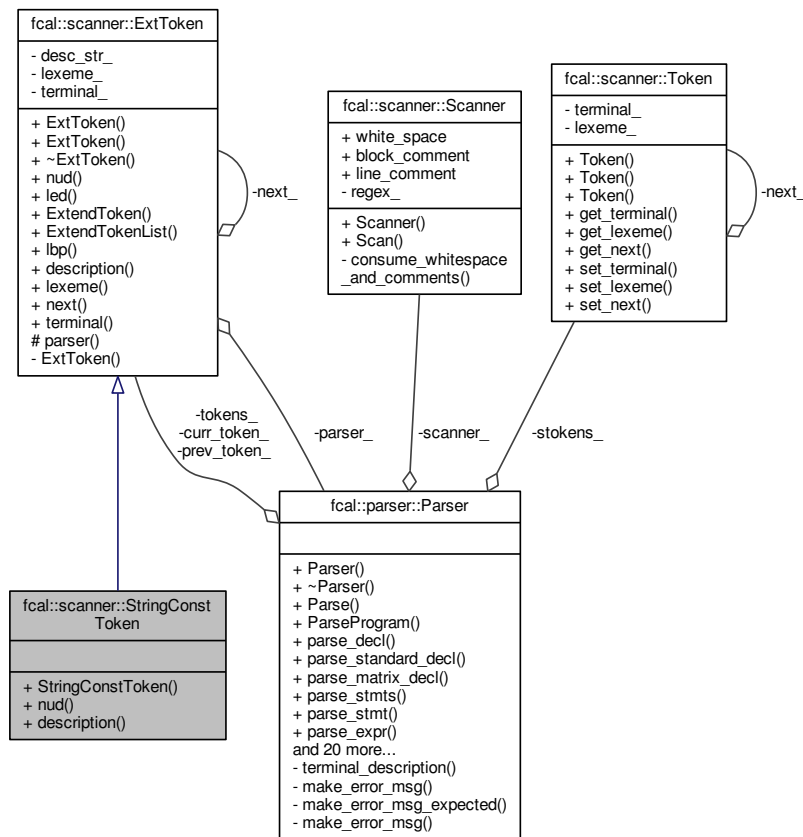 fcal::scanner::ExtToken
- desc_str_
- lexeme_
- terminal_
+ ExtToken()
+ ExtToken()
+ ~ExtToken()
+ nud()
+ led()
+ ExtendToken()
+ ExtendTokenList()
+ lbp()
+ description()
+ lexeme()
+ next()
+ terminal()
# parser()
- ExtToken()
-next_
fcal::scanner::Scanner
+ white_space
+ block_comment
+ line_comment
- regex_
+ Scanner()
+ Scan()
- consume_whitespace
_and_comments()
fcal::scanner::Token
- terminal_
- lexeme_
+ Token()
+ Token()
+ Token()
+ get_terminal()
+ get_lexeme()
+ get_next()
+ set_terminal()
+ set_lexeme()
+ set_next()
-next_
-tokens_
-curr_token_
-prev_token_
-parser_
-scanner_
-stokens_
fcal::parser::Parser
+ Parser()
+ ~Parser()
+ Parse()
+ ParseProgram()
+ parse_decl()
+ parse_standard_decl()
+ parse_matrix_decl()
+ parse_stmts()
+ parse_stmt()
+ parse_expr()
and 20 more...
- terminal_description()
- make_error_msg()
- make_error_msg_expected()
- make_error_msg()
fcal::scanner::StringConst
Token
+ StringConstToken()
+ nud()
+ description()